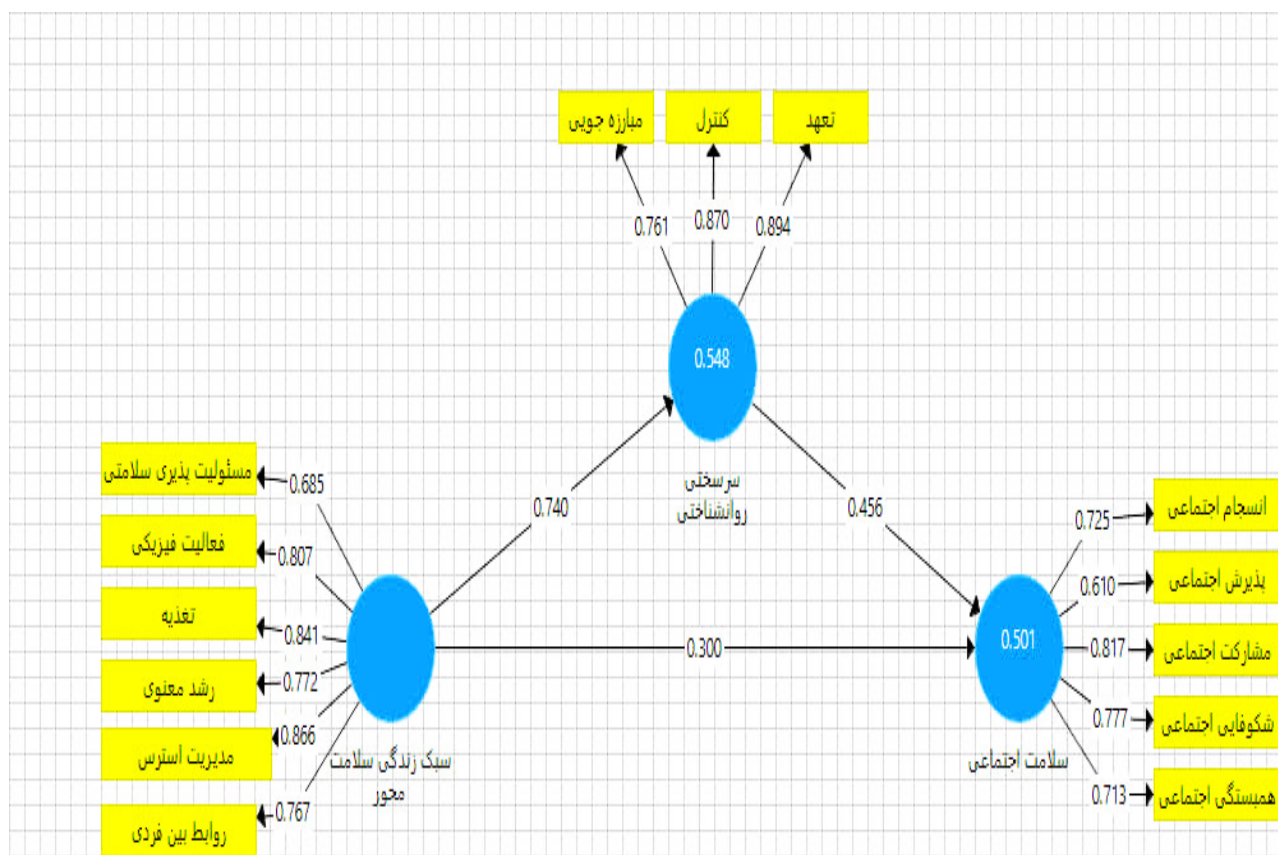 مبارزه جویی
کنترل
تعهد
0.761
0.870
0.894
0.548
سرسختی
روانشناختی
0.740
0.456
مسئولیت پذیری سلامتی
فعالیت فیزیکی
تغذیه
رشد معنوی
مدیریت استرس
روابط بین فردی
0.685
0.807
0.841
0.772
0.866
0.767
سبک زندگی سلامت
محور
0.300
0.501
سلامت اجتماعی
0.725
0.610
0.817
0.777
0.713
انسجام اجتماعی
پذیرش اجتماعی
مشارکت اجتماعی
شکوفایی اجتماعی
همبستگی اجتماعی